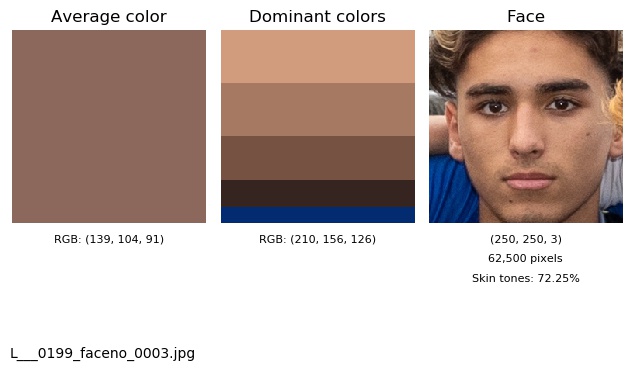 Average color
Dominant colors
Face
RGB: (139, 104, 91)
RGB: (210, 156, 126)
(250, 250, 3)
62,500 pixels
Skin tones: 72.25%
L___0199_faceno_0003.jpg